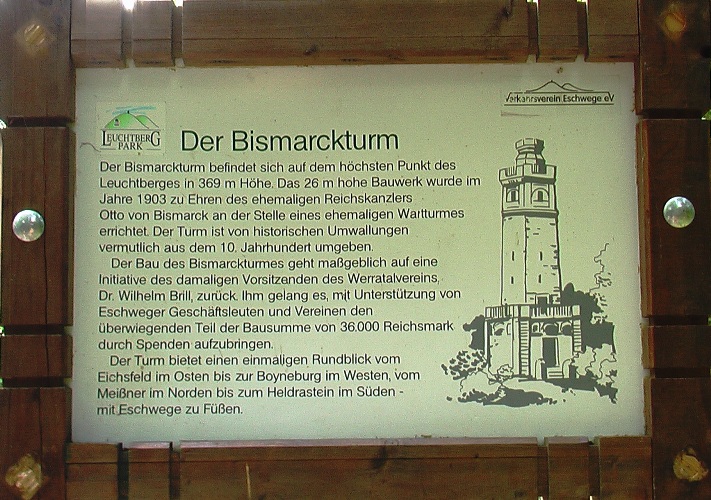 Verkehrsverein Eschwege eV
LEUCHTBERG
PARK
Der Bismarckturm
Der Bismarckturm befindet sich auf dem höchsten Punkt des
Leuchtberges in 369 m Höhe. Das 26 m hohe Bauwerk wurde im
Jahre 1903 zu Ehren des ehemaligen Reichskanzlers
Otto von Bismarck an der Stelle eines ehemaligen Wartturmes
errichtet. Der Turm ist von historischen Umwallungen
vermutlich aus dem 10. Jahrhundert umgeben.
Der Bau des Bismarckturmes geht maßgeblich auf eine
Initiative des damaligen Vorsitzenden des Werratalvereins,
Dr. Wilhelm Brill, zurück. Ihm gelang es, mit Unterstützung von
Eschweger Geschäftsleuten und Vereinen den
überwiegenden Teil der Bausumme von 36.000 Reichsmark
durch Spenden aufzubringen.
Der Turm bietet einen einmaligen Rundblick vom
Eichsfeld im Osten bis zur Boyneburg im Westen, vom
Meißner im Norden bis zum Heldrastein im Süden -
mit Eschwege zu Füßen.